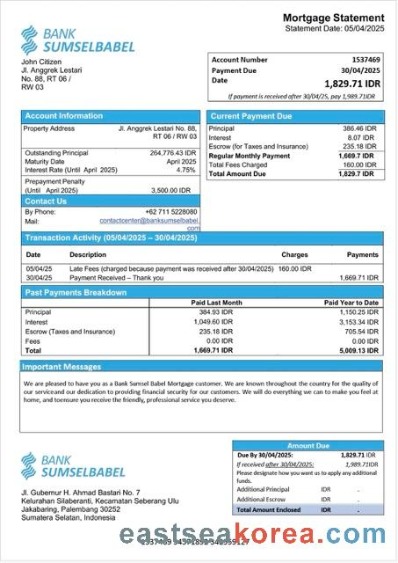 Mortgage Statement
Statement Date: 05/04/2025
BANK
SUMSELBABEL
John Citizen
Jl. Anggrek Lestari
No. 88, RT 06 /
RW 03
Account Number 1537469
Payment Due 30/04/2025
Date
1,829.71 IDR
If payment is received after 30/04/25, pay 1,989.71IDR
Account Information
Property Address Jl. Anggrek Lestari No. 88,
RT 06 / RW 03
Outstanding Principal 264,776.43 IDR
Maturity Date April 2025
Interest Rate (Until April 2025) 4.75%
Prepayment Penalty
(Until April 2025) 3,500.00 IDR
Contact Us
By Phone: +62 711 5228080
Mail: contactcenter@banksumselbabel.
com
Current Payment Due
Principal 386.46 IDR
Interest 8.07 IDR
Escrow (for Taxes and Insurance) 235.18 IDR
Regular Monthly Payment 1,669.7 IDR
Total Fees Charged 160.00 IDR
Total Amount Due 1,829.7 IDR
Transaction Activity (05/04/2025 – 30/04/2025)
Date Description Charges Payments
05/04/25 Late Fees (charged because payment was received after 30/04/2025) 160.00 IDR
30/04/25 Payment Received – Thank you 1,669.71 IDR
Past Payments Breakdown
Paid Last Month Paid Year to Date
Principal 384.93 IDR 1,150.25 IDR
Interest 1,049.60 IDR 3,153.34 IDR
Escrow (Taxes and Insurance) 235.18 IDR 705.54 IDR
Fees 0.00 IDR 0.00 IDR
Total 1,669.71 IDR 5,009.13 IDR
Important Messages
We are pleased to have you as a Bank Sumsel Babel Mortgage customer. We are known throughout the country for the quality of
our serviceand our dedication to providing financial security for our customers. We will do everything we can to make you feel at
home, and toensure you receive the friendly, professional service you deserve.
BANK
SUMSELBABEL
Jl. Gubernur H. Ahmad Bastari No. 7
Kelurahan Silaberanti, Kecamatan Seberang Ulu
Jakabaring, Palembang 30252
Sumatera Selatan, Indonesia
Amount Due
Due By 30/04/2025: 1,829.71 IDR
If received after 30/04/2025: 1,989.71IDR
Please designate how you want us to apply any additional
funds.
Additional Principal IDR .
Additional Escrow IDR .
Total Amount Enclosed IDR .
eastseakorea.com